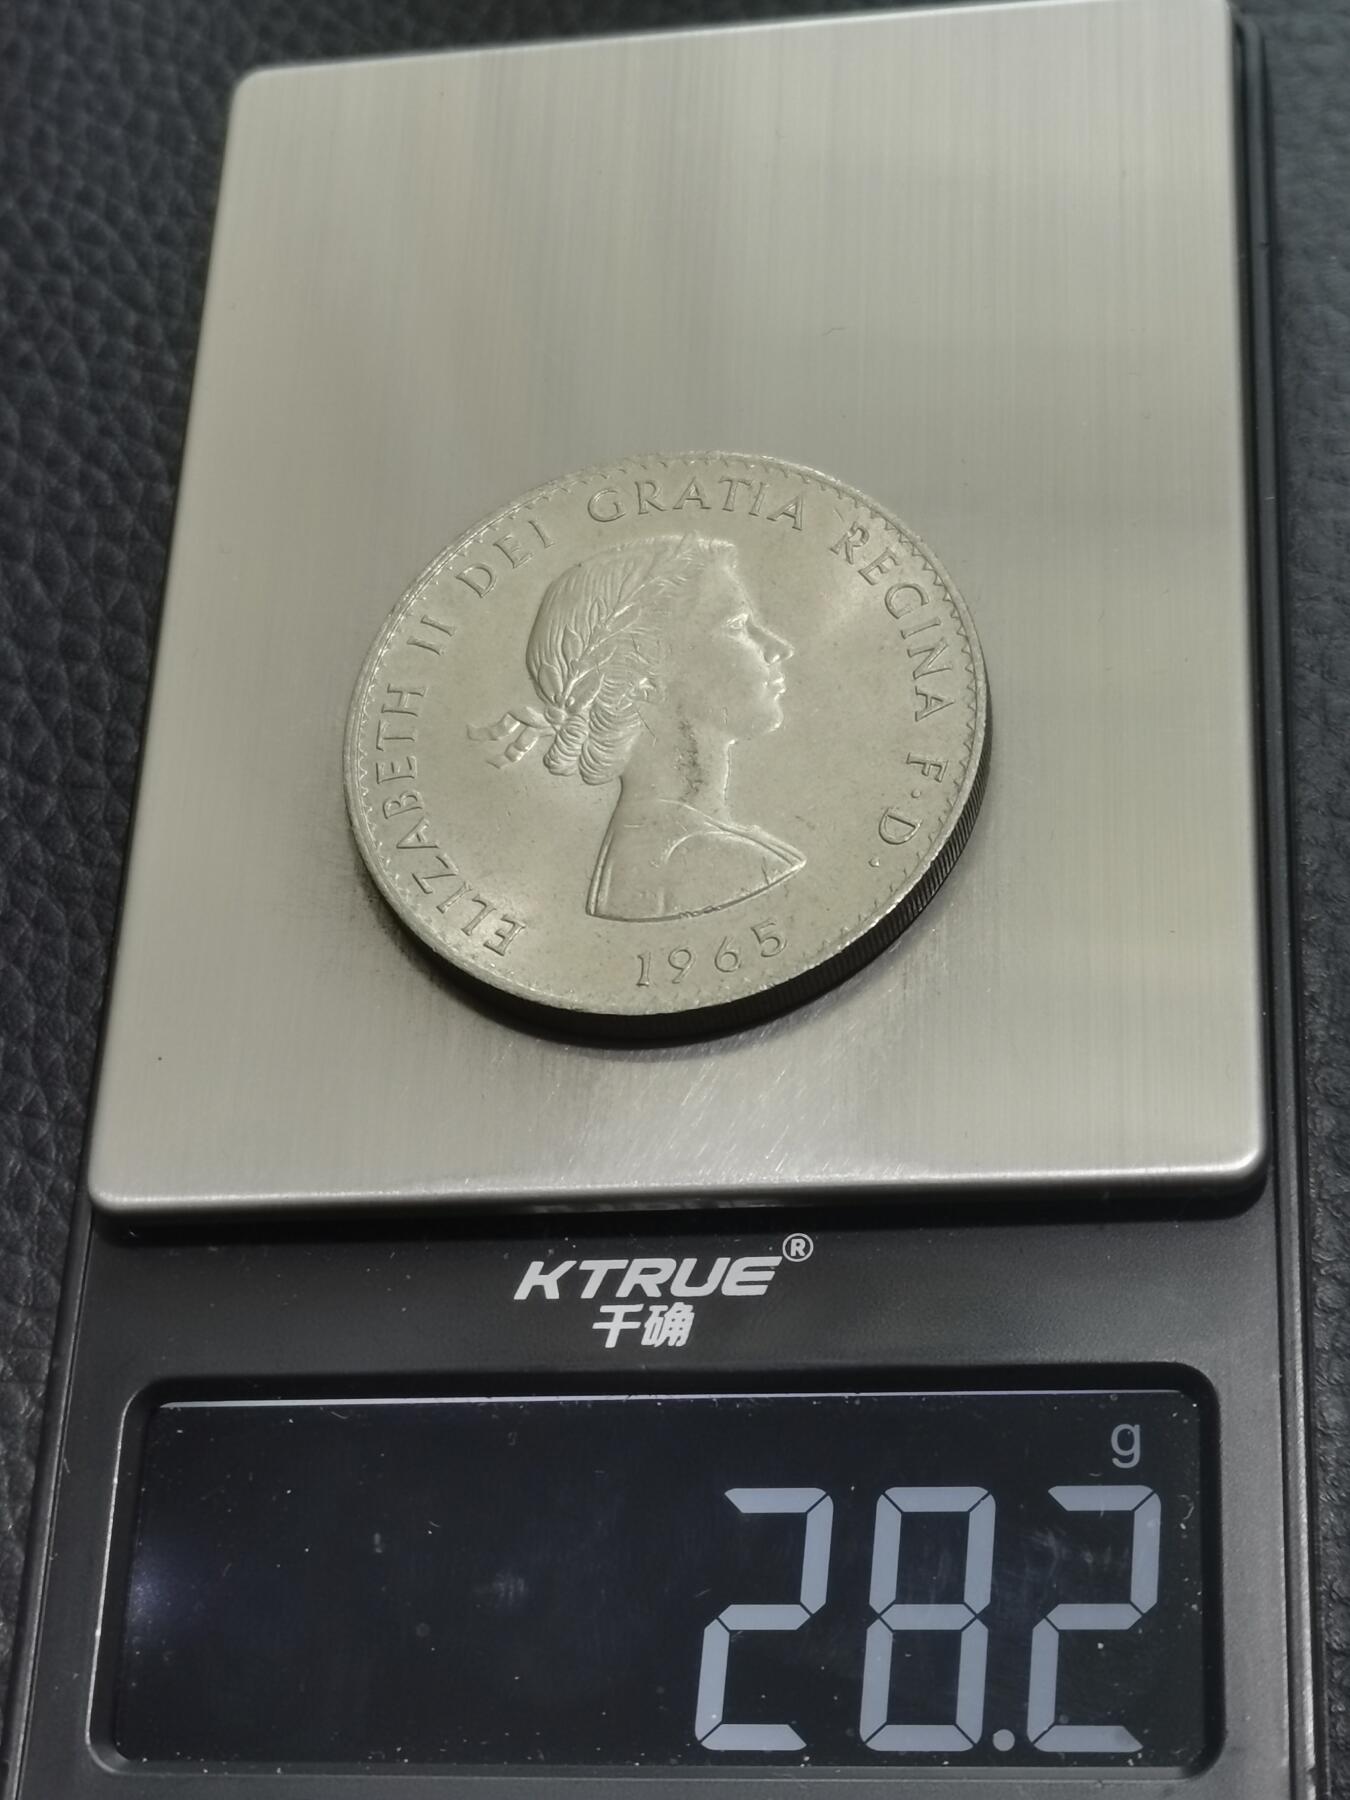 ELIZABETH II DEI GRATIA REGINA F·D·
1965
KTRUE®
千确
g
28.2